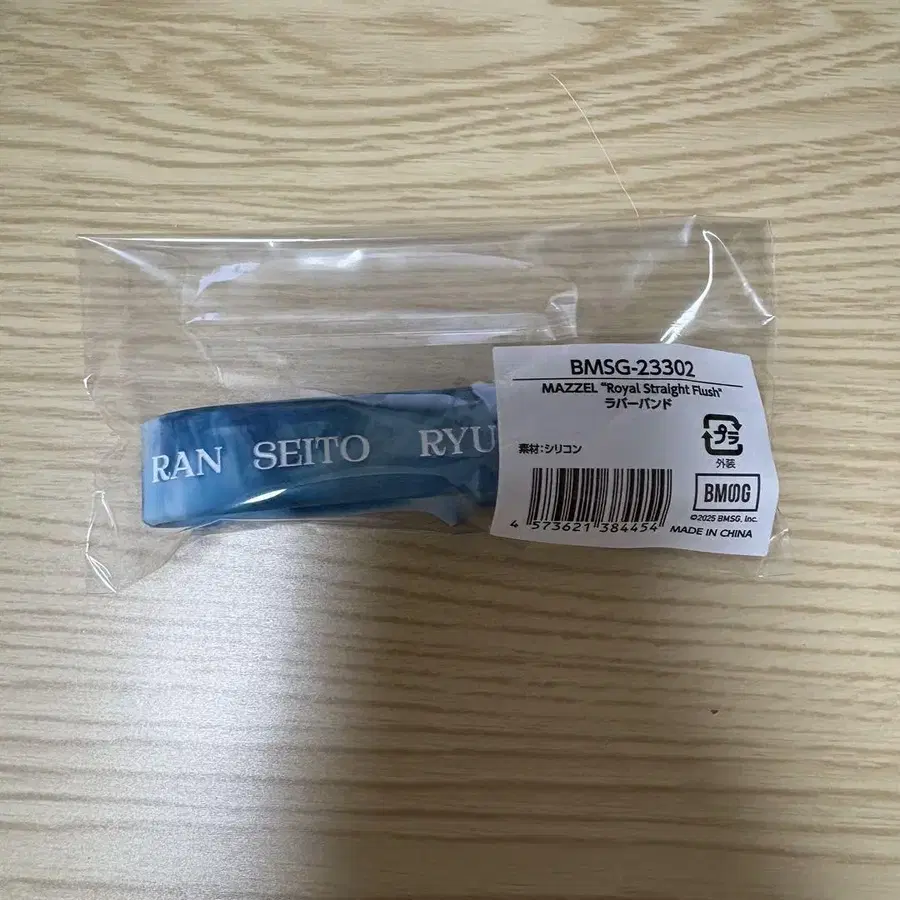 BMSG-23302
MAZZEL "Royal Straight Flush"
ラバーバンド
素材:シリコン
プラ
外装
BMSG
4 573621 384454
©2025 BMSG, Inc.
MADE IN CHINA
RAN SEITO RYU